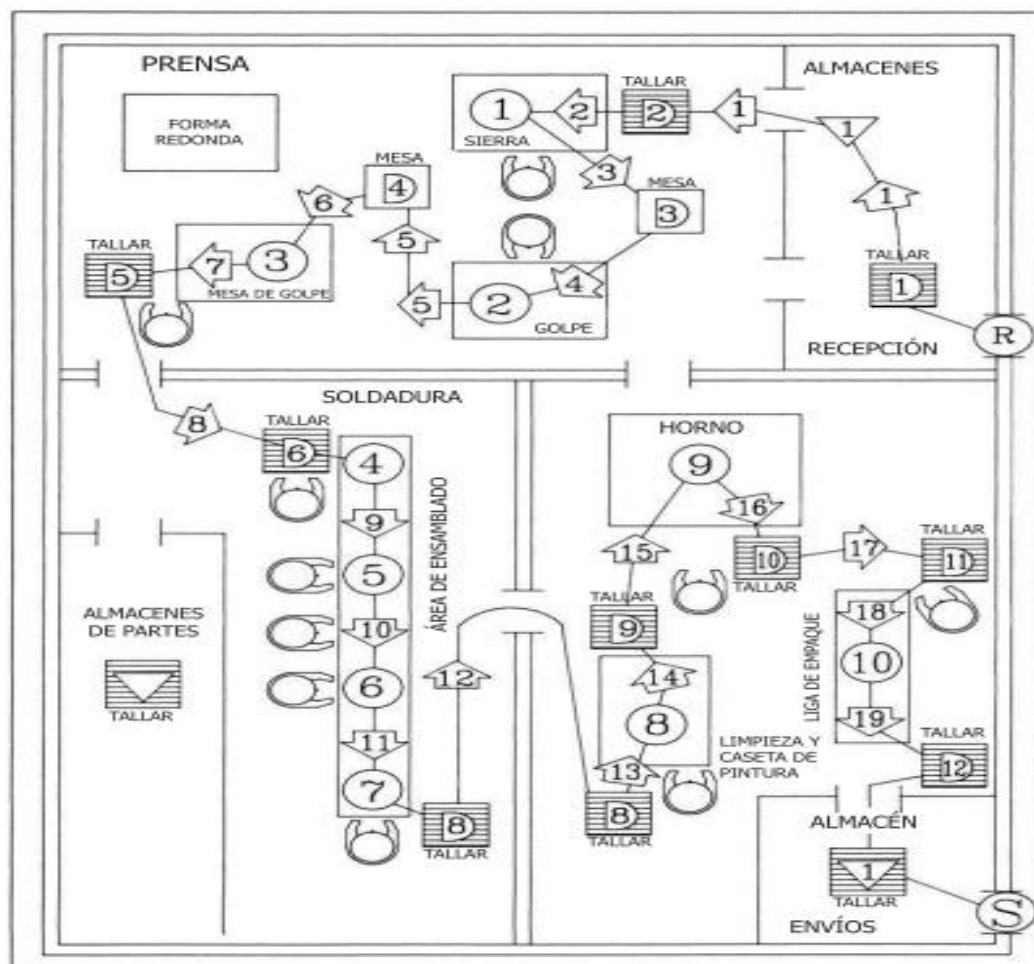 PRENSA
FORMA
REDONDA
1
SIERRA
2
TALLAR
2
1
ALMACENES
1
1
TALLAR
1
R
RECEPCIÓN
3
MESA
3
4
2
GOLPE
5
5
MESA
4
6
3
MESA DE GOLPE
7
TALLAR
5
8
SOLDADURA
TALLAR
6
4
9
5
10
6
11
7
ÁREA DE ENSAMBLADO
8
TALLAR
12
ALMACENES
DE PARTES
TALLAR
8
TALLAR
13
8
14
LIMPIEZA Y
CASETA DE
PINTURA
TALLAR
9
15
HORNO
9
16
10
TALLAR
17
TALLAR
11
18
10
19
LIGA DE EMPAQUE
TALLAR
12
ALMACÉN
1
TALLAR
ENVÍOS
S